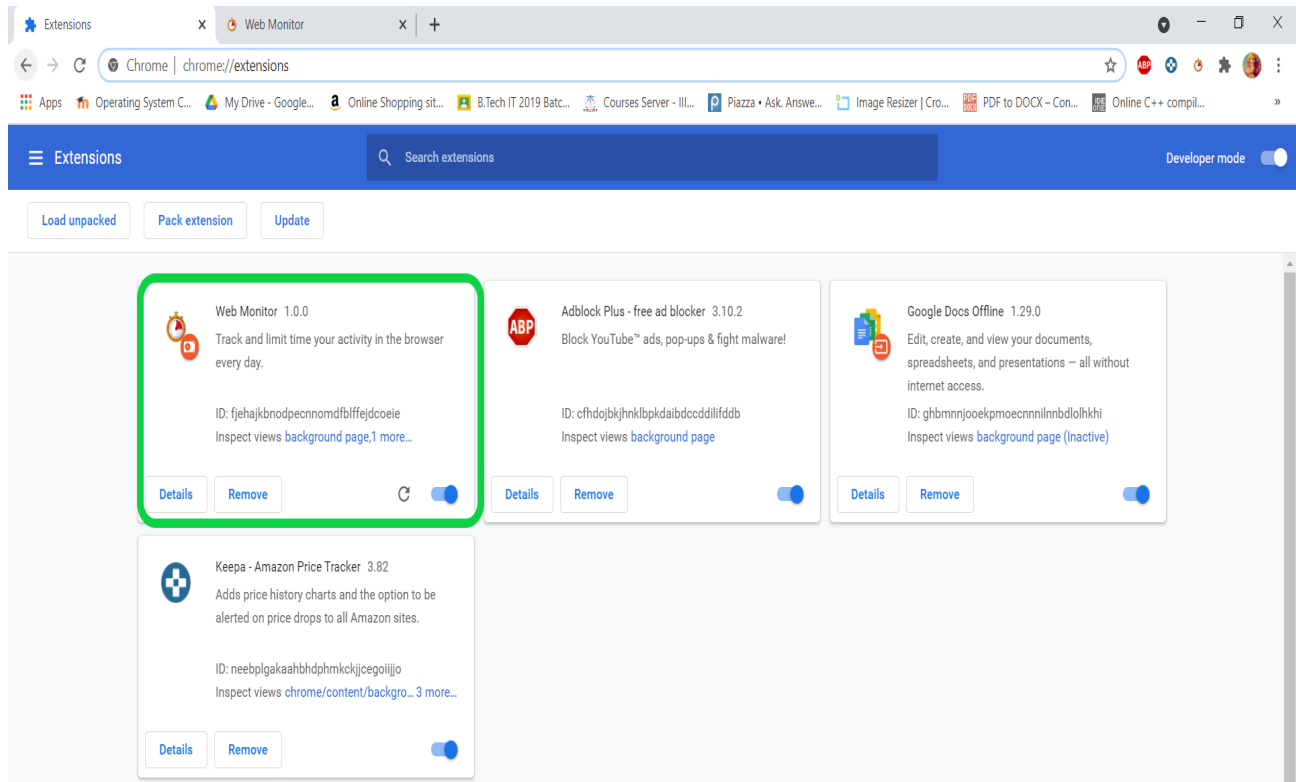 Extensions
Web Monitor
Chrome | chrome://extensions
ABP
Apps
Operating System C...
My Drive - Google...
Online Shopping sit...
B.Tech IT 2019 Batc...
Courses Server - III...
Piazza • Ask. Answe...
Image Resizer | Cro...
PDF to DOCX – Con...
Online C++ compil...
»
Extensions
Search extensions
Developer mode
Load unpacked
Pack extension
Update
Web Monitor 1.0.0
Track and limit time your activity in the browser
every day.
ID: fjehajkbnodpecnnomdfblffejdcoeie
Inspect views background page,1 more...
Details
Remove
ABP
Adblock Plus - free ad blocker 3.10.2
Block YouTube™ ads, pop-ups & fight malware!
ID: cfhdojbkjhnklbpkdaibdccddilifddb
Inspect views background page
Details
Remove
Google Docs Offline 1.29.0
Edit, create, and view your documents,
spreadsheets, and presentations — all without
internet access.
ID: ghbmnnjooekpmoecnnnilnnbdlolhkhi
Inspect views background page (Inactive)
Details
Remove
Keepa - Amazon Price Tracker 3.82
Adds price history charts and the option to be
alerted on price drops to all Amazon sites.
ID: neebplgakaahbhdphmkckjjcegoiijjo
Inspect views chrome/content/backgro... 3 more...
Details
Remove